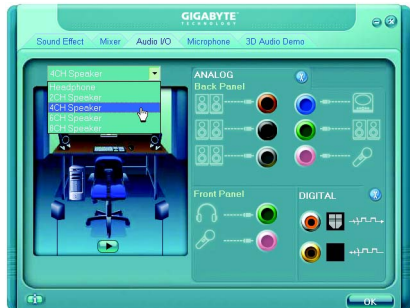 GIGABYTE
TECHNOLOGY
Sound Effect Mixer Audio I/O Microphone 3D Audio Demo
4CH Speaker
Headphone
2CH Speaker
4CH Speaker
6CH Speaker
8CH Speaker
ANALOG
Back Panel
Front Panel
DIGITAL
OK